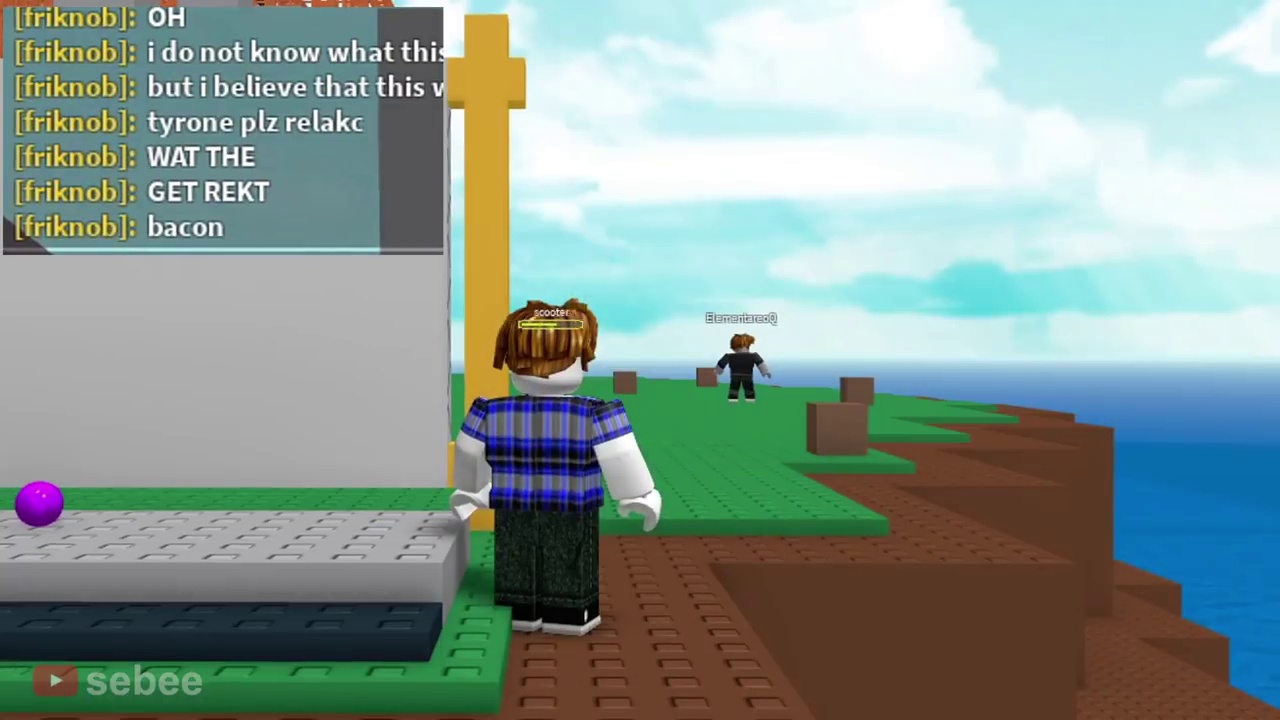 [friknob]: OH
[friknob]: i do not know what this
[friknob]: but i believe that this w
[friknob]: tyrone plz relakc
[friknob]: WAT THE
[friknob]: GET REKT
[friknob]: bacon
scooter
ElementareoQ
sebee